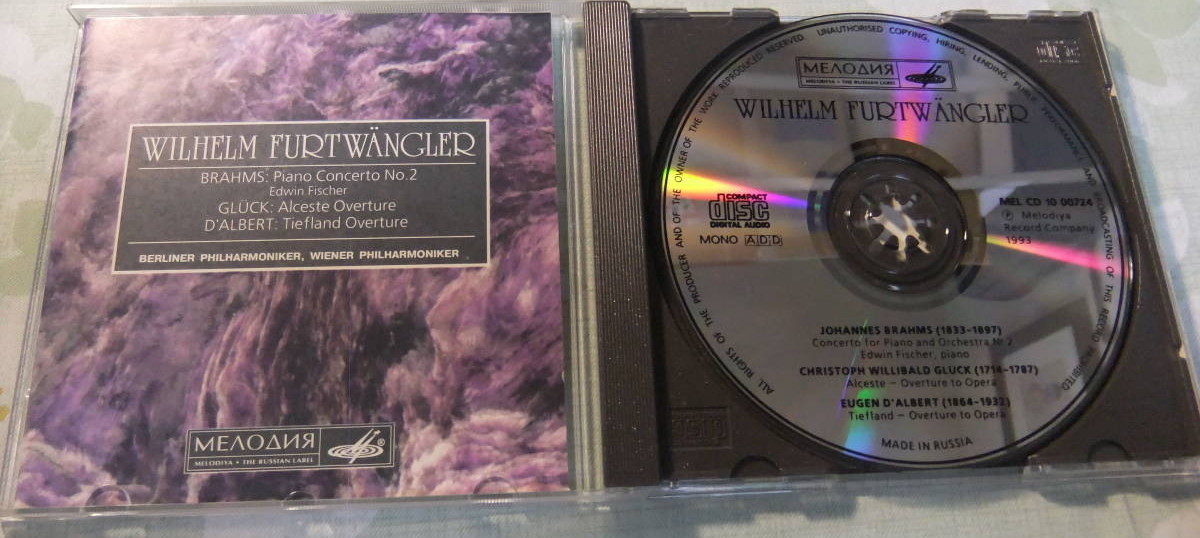 WILHELM FURTWÄNGLER
BRAHMS: Piano Concerto No.2
Edwin Fischer
GLÜCK: Alceste Overture
D'ALBERT: Tiefland Overture
BERLINER PHILHARMONIKER, WIENER PHILHARMONIKER
МЕЛОДИЯ
MELODIYA • THE RUSSIAN LABEL
ALL RIGHTS OF THE PRODUCER AND OF THE OWNER OF THE WORK REPRODUCED RESERVED. UNAUTHORISED COPYING, HIRING, LENDING, PUBLIC PERFORMANCE AND BROADCASTING OF THIS RECORD PROHIBITED
МЕЛОДИЯ
MELODIYA • THE RUSSIAN LABEL
WILHELM FURTWÄNGLER
COMPACT
disc
DIGITAL AUDIO
MONO ADD
MEL CD 10 00724
℗ Melodiya
Record Company
1993
JOHANNES BRAHMS (1833-1897)
Concerto for Piano and Orchestra № 2
Edwin Fischer, piano
CHRISTOPH WILLIBALD GLÜCK (1714-1787)
Alceste – Overture to Opera
EUGEN D'ALBERT (1864-1932)
Tiefland – Overture to Opera
MADE IN RUSSIA